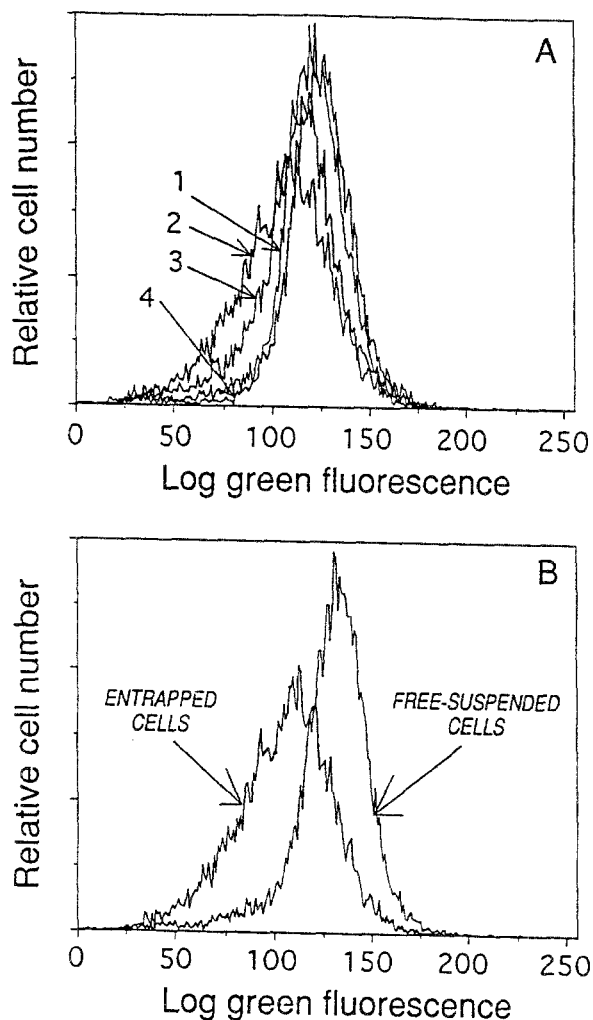 A
Relative cell number
1
2
3
4
0 50 100 150 200 250
Log green fluorescence
B
Relative cell number
ENTRAPPED
CELLS
FREE-SUSPENDED
CELLS
0 50 100 150 200 250
Log green fluorescence